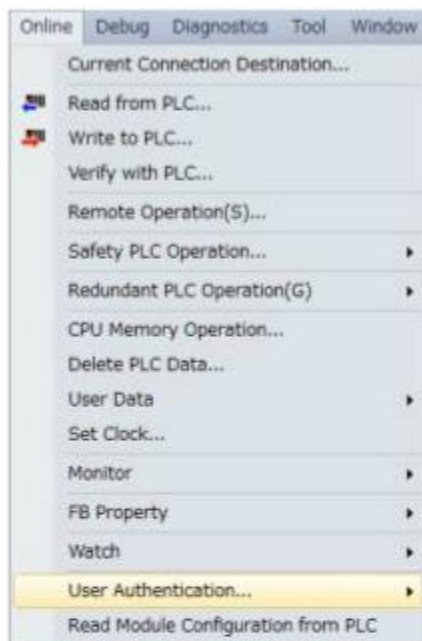 Online Debug Diagnostics Tool Window
Current Connection Destination...
Read from PLC...
Write to PLC...
Verify with PLC...
Remote Operation(S)...
Safety PLC Operation...
Redundant PLC Operation(G)
CPU Memory Operation...
Delete PLC Data...
User Data
Set Clock...
Monitor
FB Property
Watch
User Authentication...
Read Module Configuration from PLC